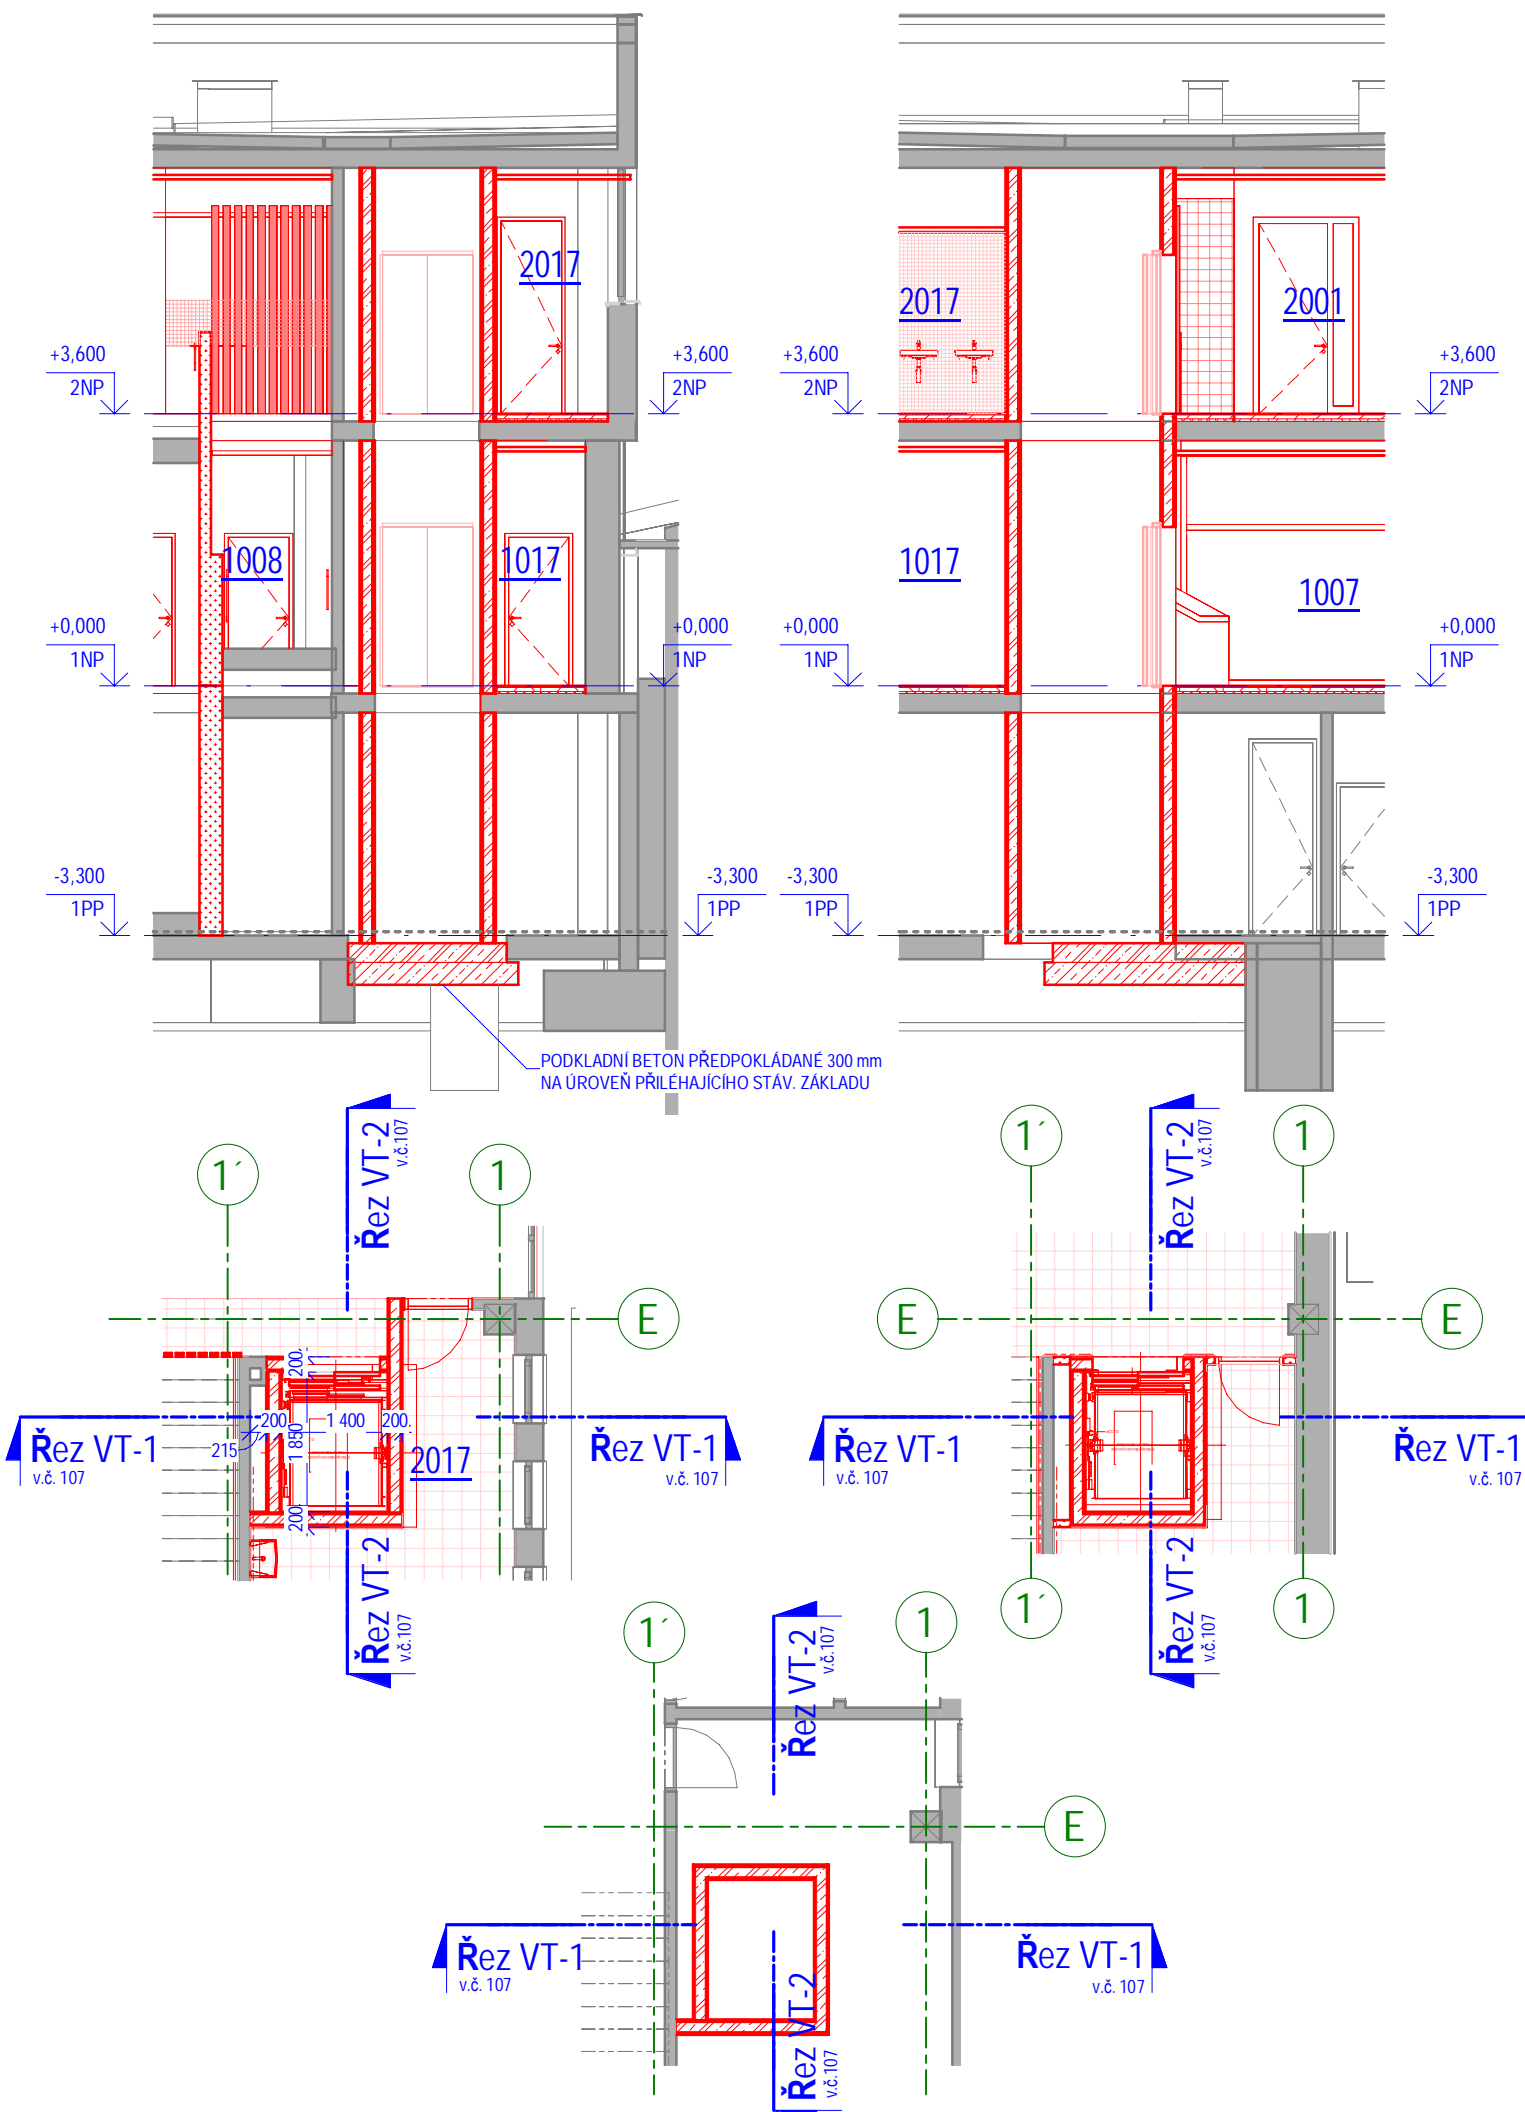 2017
2017
2001
+3,600
2NP
+3,600
2NP
+3,600
2NP
+3,600
2NP
1008
1017
1017
1007
+0,000
1NP
+0,000
1NP
+0,000
1NP
+0,000
1NP
-3,300
1PP
-3,300
1PP
-3,300
1PP
-3,300
1PP
PODKLADNÍ BETON PŘEDPOKLÁDANÉ 300 mm
NA ÚROVEŇ PŘILÉHAJÍCÍHO STÁV. ZÁKLADU
1´
Řez VT-2
v.č.107
1
E
200
200
1 400
200
215
1 850
200
2017
Řez VT-1
v.č. 107
Řez VT-1
v.č. 107
Řez VT-2
v.č.107
1´
Řez VT-2
v.č.107
1
E
E
Řez VT-1
v.č. 107
Řez VT-1
v.č. 107
1´
Řez VT-2
v.č.107
1
1´
Řez VT-2
v.č.107
1
E
Řez VT-1
v.č. 107
Řez VT-1
v.č. 107
Řez VT-2
v.č.107